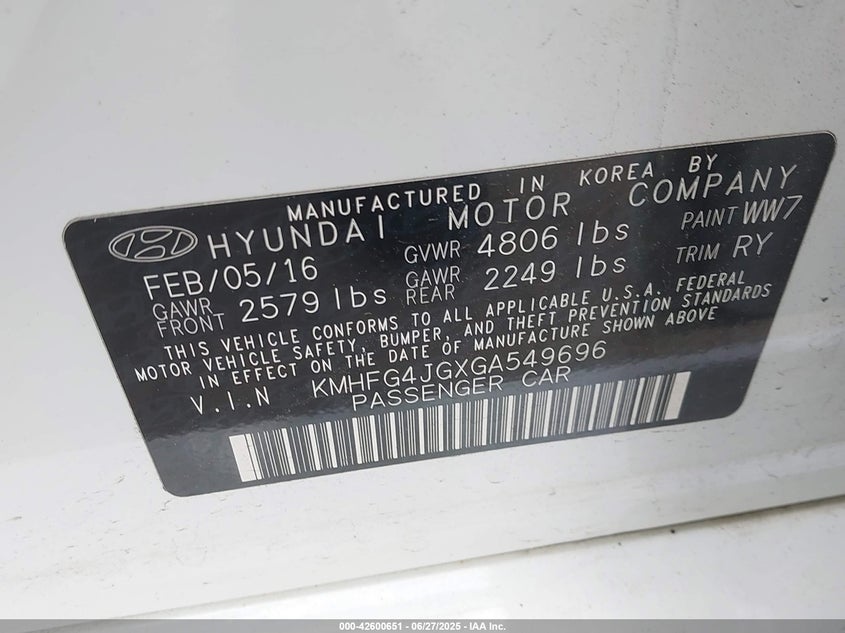 MANUFACTURED IN KOREA BY
HYUNDAI MOTOR COMPANY
FEB/05/16 GVWR 4806 lbs PAINT WW7
GAWR FRONT 2579 lbs GAWR REAR 2249 lbs TRIM RY
THIS VEHICLE CONFORMS TO ALL APPLICABLE U.S.A. FEDERAL
MOTOR VEHICLE SAFETY, BUMPER, AND THEFT PREVENTION STANDARDS
IN EFFECT ON THE DATE OF MANUFACTURE SHOWN ABOVE
V.I.N KMHFG4JGXGA549696
PASSENGER CAR
000-42600651 - 06/27/2025 - IAA Inc.